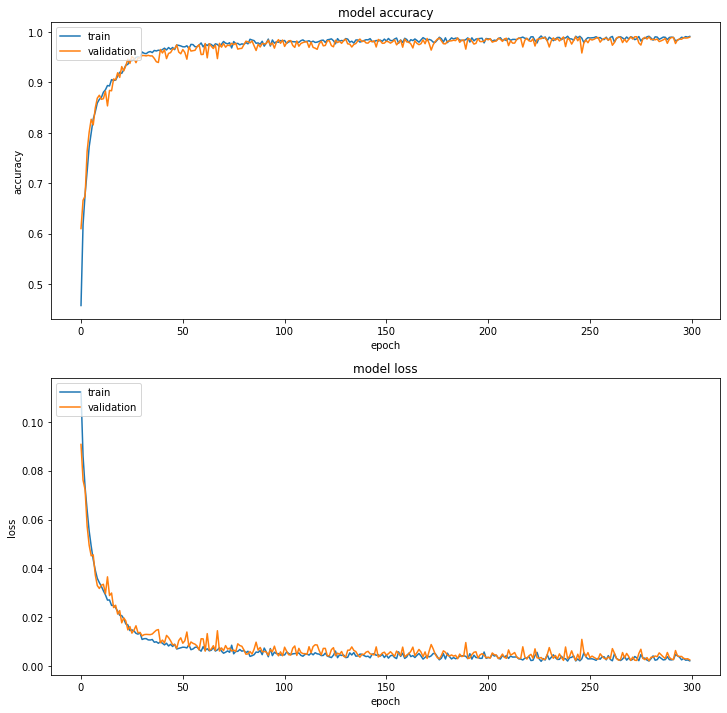 model accuracy
train
validation
1.0
0.9
0.8
0.7
0.6
0.5
accuracy
0
50
100
150
200
250
300
epoch
model loss
train
validation
0.10
0.08
0.06
0.04
0.02
0.00
loss
0
50
100
150
200
250
300
epoch